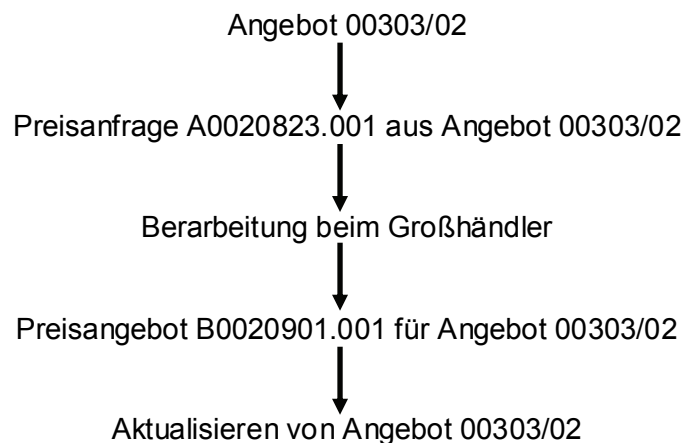 Angebot 00303/02
Preisanfrage A0020823.001 aus Angebot 00303/02
Berarbeitung beim Großhändler
Preisangebot B0020901.001 für Angebot 00303/02
Aktualisieren von Angebot 00303/02